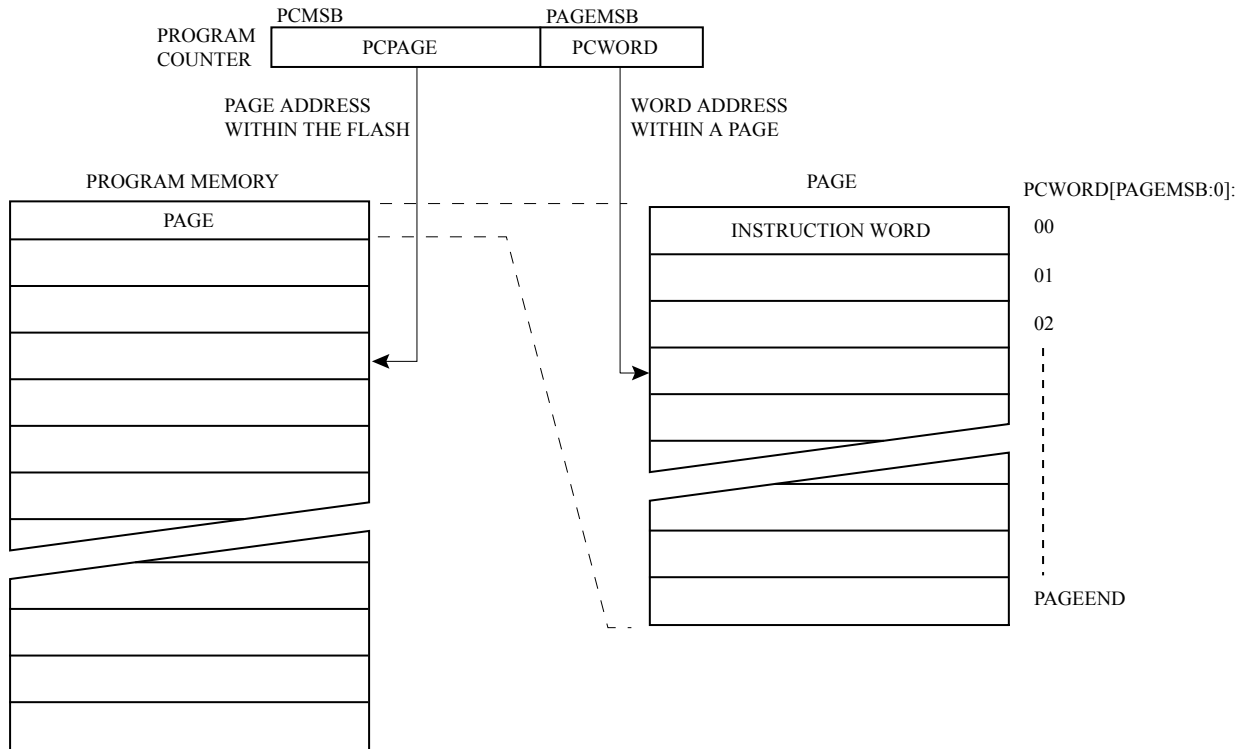 PCMSB
PAGEMSB
PROGRAM
COUNTER
PCPAGE
PCWORD
PAGE ADDRESS
WITHIN THE FLASH
WORD ADDRESS
WITHIN A PAGE
PROGRAM MEMORY
PAGE
PAGE
PCWORD[PAGEMSB:0]:
INSTRUCTION WORD
00
01
02
PAGEEND